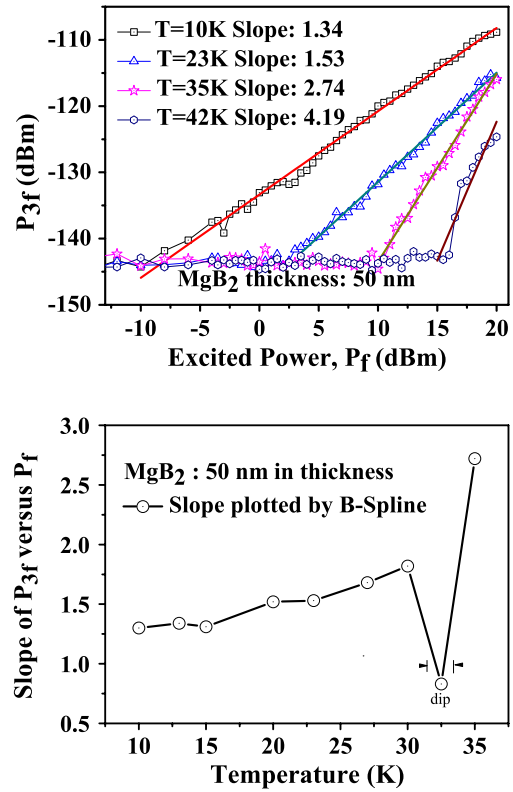 T=10K Slope: 1.34
T=23K Slope: 1.53
T=35K Slope: 2.74
T=42K Slope: 4.19
-110
-120
-130
-140
-150
P3f (dBm)
MgB2 thickness: 50 nm
-10 -5 0 5 10 15 20
Excited Power, Pf (dBm)
3.0
2.5
2.0
1.5
1.0
0.5
Slope of P3f versus Pf
MgB2 : 50 nm in thickness
Slope plotted by B-Spline
dip
10 15 20 25 30 35
Temperature (K)